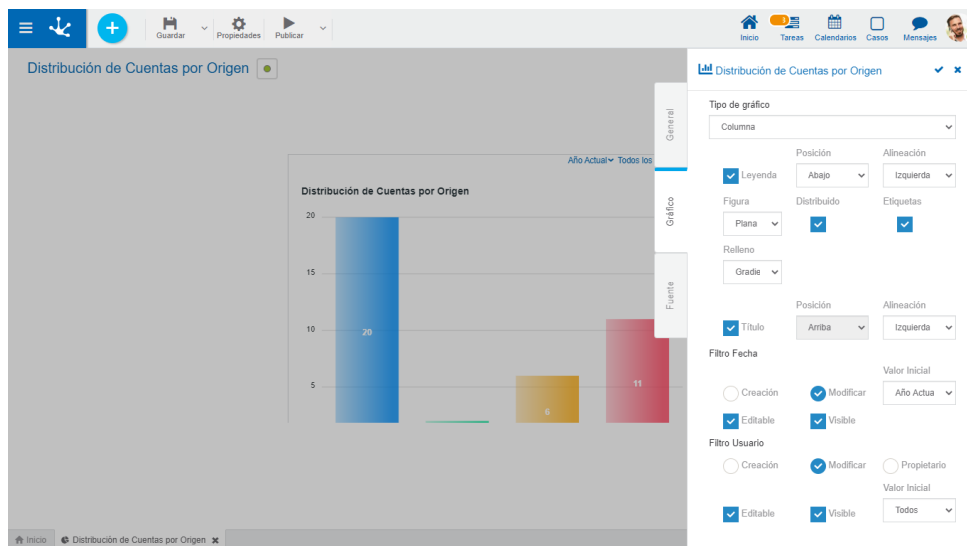 Guardar
Propiedades
Publicar
Inicio
Tareas
Calendarios
Casos
Mensajes
Distribución de Cuentas por Origen
Año Actual Todos los
Distribución de Cuentas por Origen
20
15
10
5
20
6
11
Inicio
Distribución de Cuentas por Origen
General
Gráfico
Fuente
Distribución de Cuentas por Origen
Tipo de gráfico
Columna
Posición Alineación
Leyenda Abajo Izquierda
Figura Distribuido Etiquetas
Plana
Relleno
Gradie
Posición Alineación
Título Arriba Izquierda
Filtro Fecha
Valor Inicial
Creación Modificar Año Actua
Editable Visible
Filtro Usuario
Creación Modificar Propietario
Valor Inicial
Editable Visible Todos